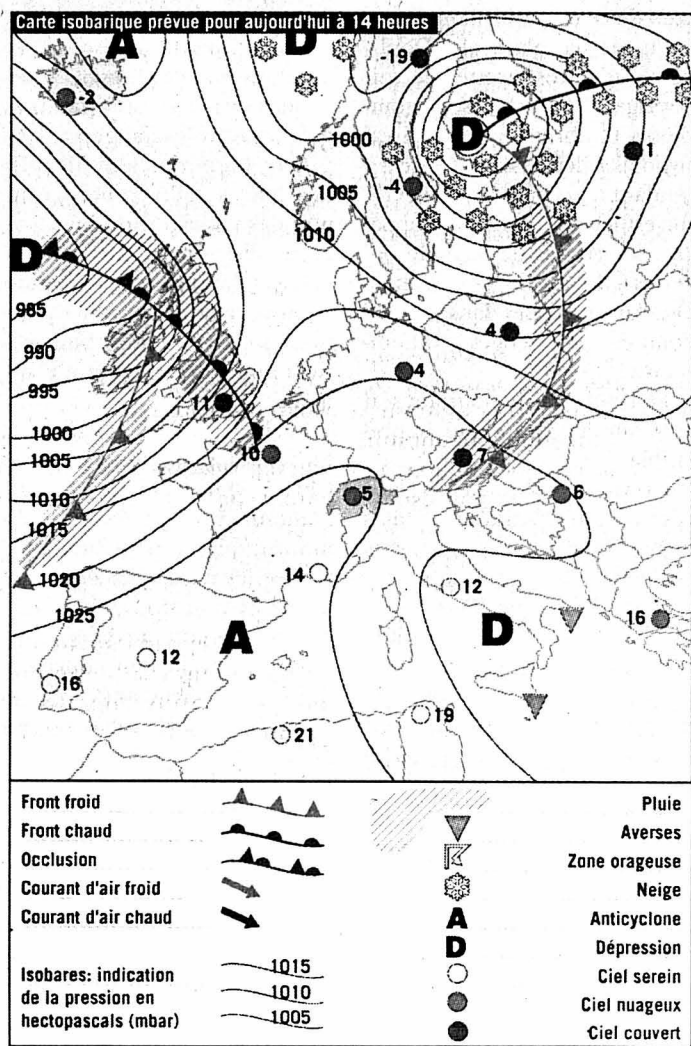 Carte isobarique prévue pour aujourd'hui à 14 heures
A
D
-19
-2
1000
D
1
1005
-4
1010
D
985
4
990
4
995
11
1000
10
7
1005
5
6
1010
1015
14
1020
12
1025
A
D
16
12
16
19
21
Front froid
Front chaud
Occlusion
Courant d'air froid
Courant d'air chaud
Isobares: indication
de la pression en
hectopascals (mbar)
1015
1010
1005
Pluie
Averses
Zone orageuse
Neige
A Anticyclone
D Dépression
Ciel serein
Ciel nuageux
Ciel couvert